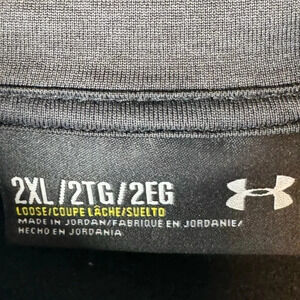 2XL/2TG/2EG
LOOSE/COUPE LÂCHE/SUELTO
MADE IN JORDAN/FABRIQUÉ EN JORDANIE/
HECHO EN JORDANIA